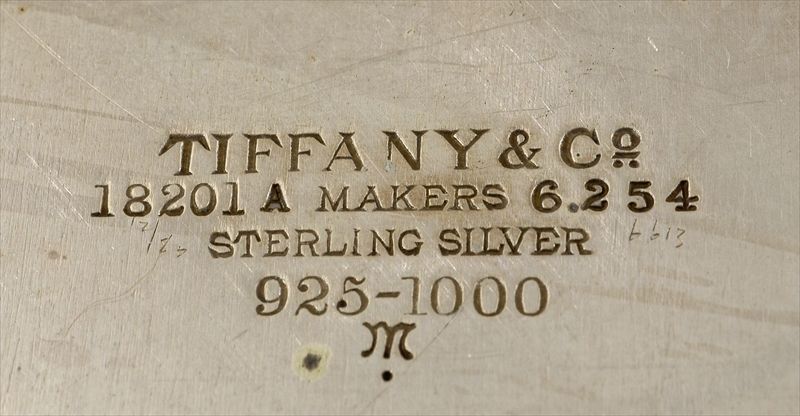 TIFFANY & Co
18201 A MAKERS 6.254
STERLING SILVER
925-1000
M